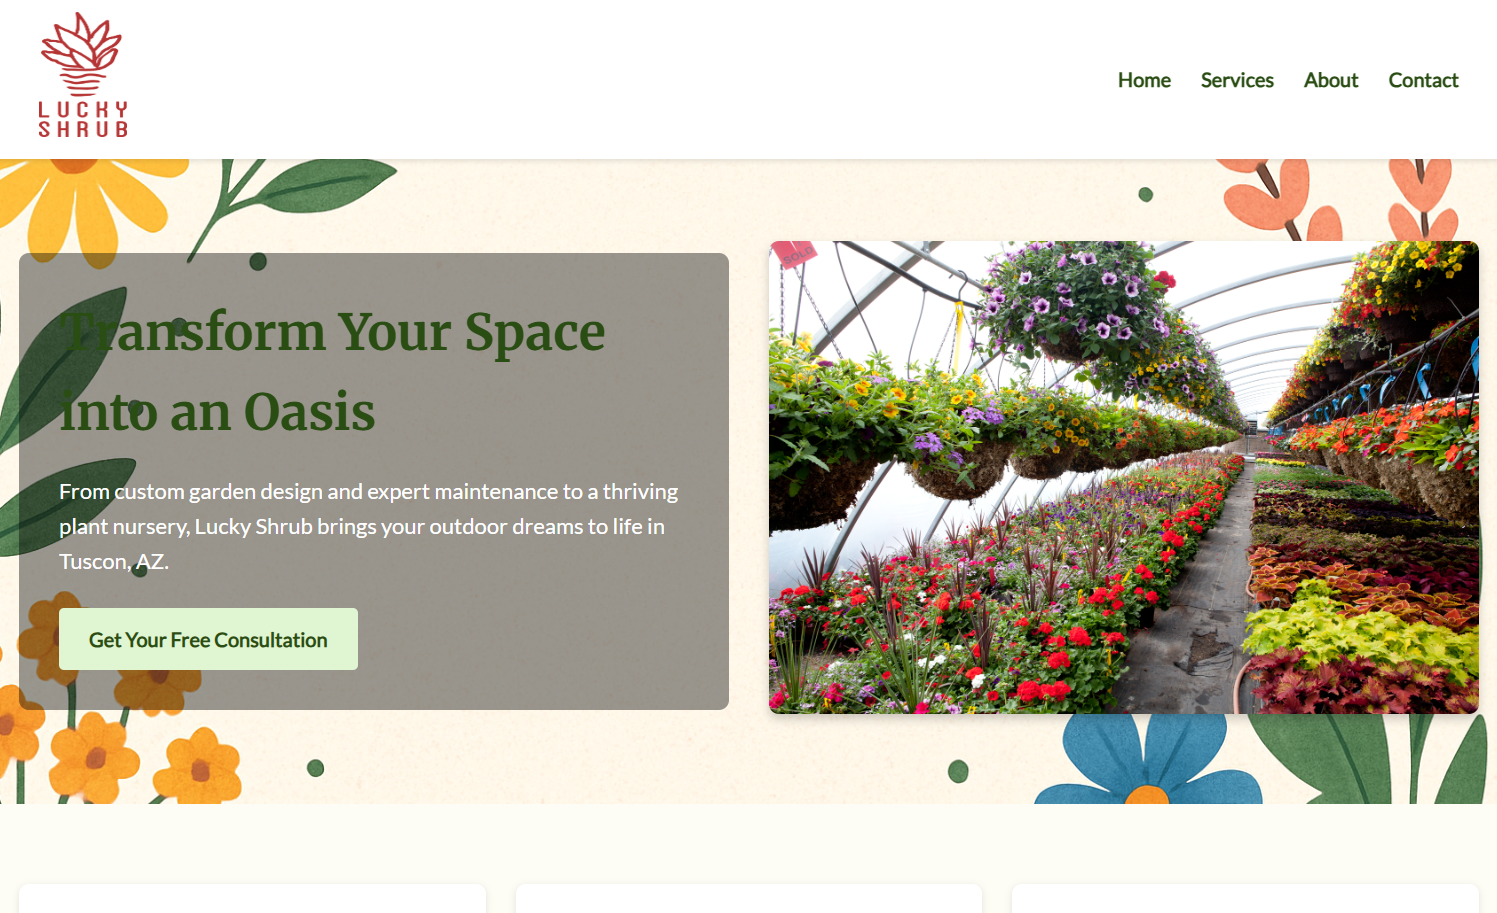 LUCKY
SHRUB
Home Services About Contact
SOLD
Transform Your Space
into an Oasis
From custom garden design and expert maintenance to a thriving
plant nursery, Lucky Shrub brings your outdoor dreams to life in
Tuscon, AZ.
Get Your Free Consultation